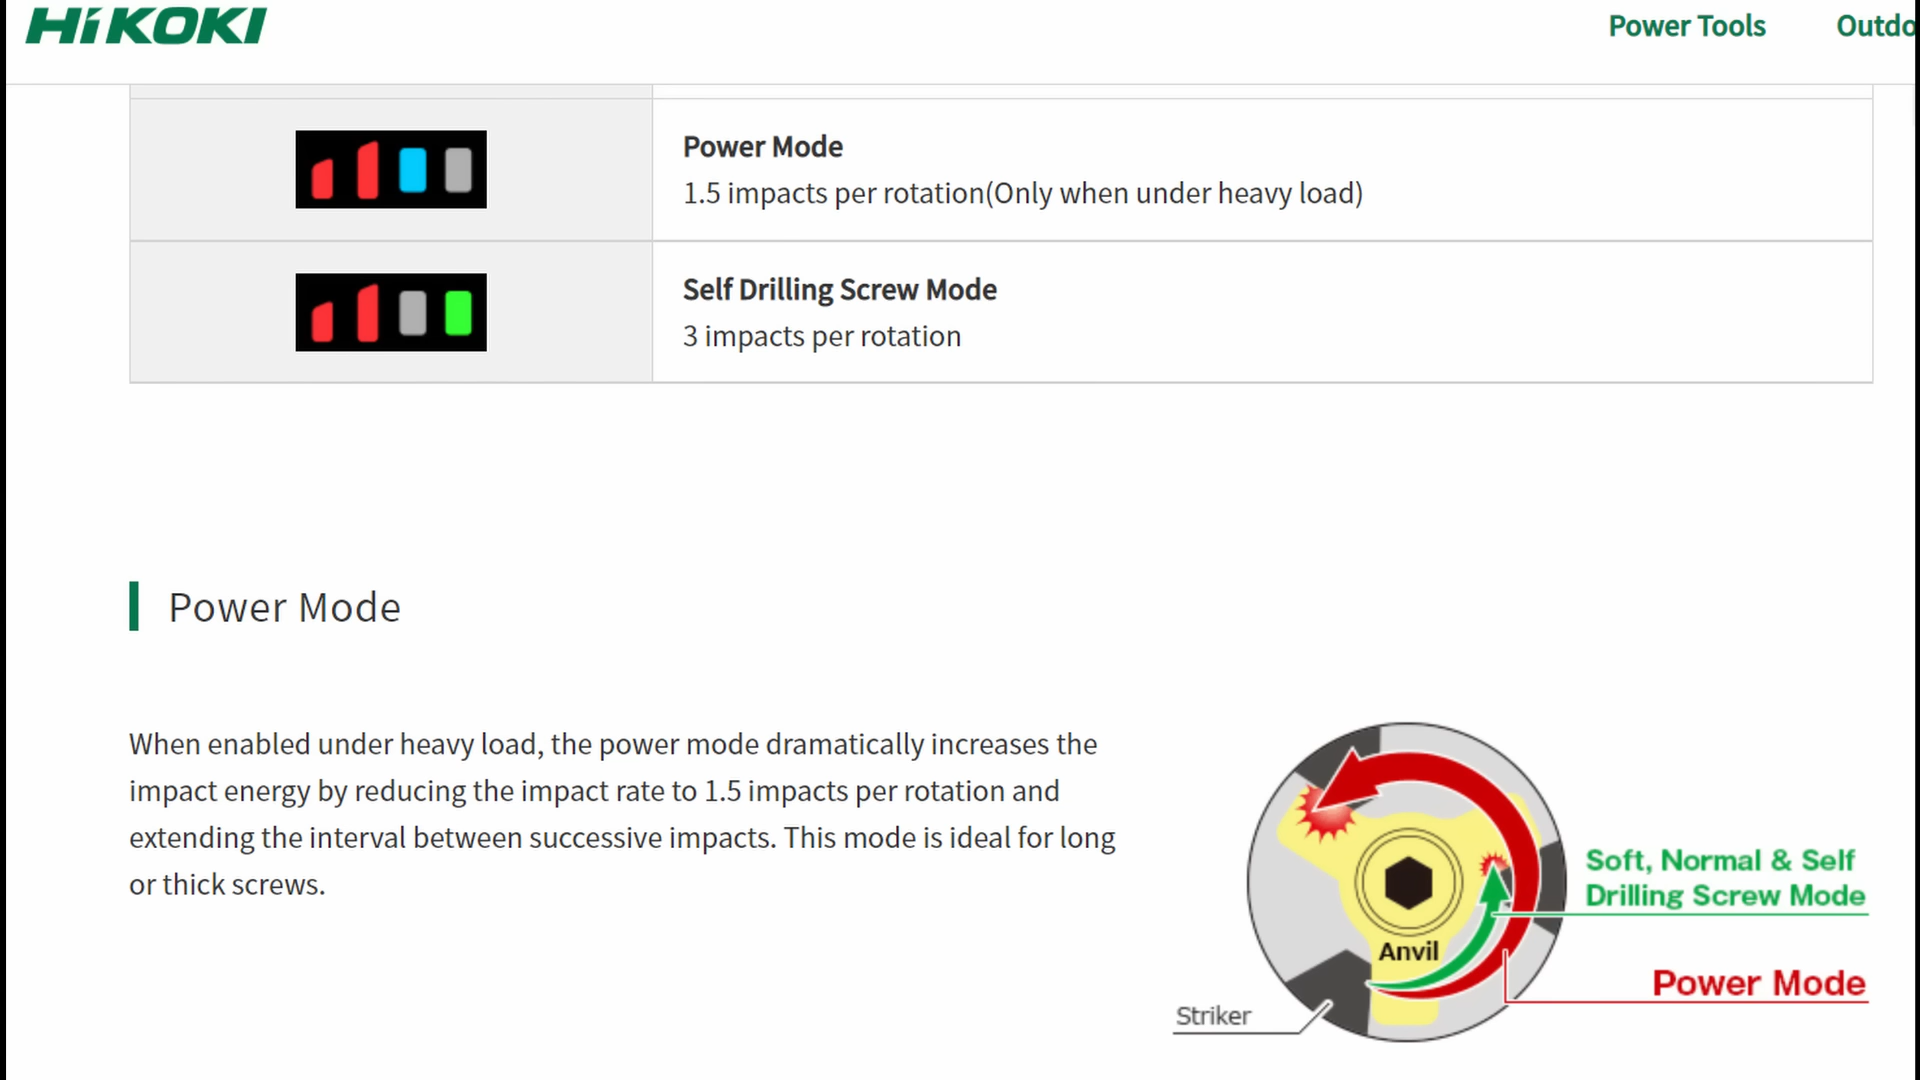 HiKOKI
Power Tools
Outdo
Power Mode
1.5 impacts per rotation(Only when under heavy load)
Self Drilling Screw Mode
3 impacts per rotation
Power Mode
When enabled under heavy load, the power mode dramatically increases the
impact energy by reducing the impact rate to 1.5 impacts per rotation and
extending the interval between successive impacts. This mode is ideal for long
or thick screws.
Soft, Normal & Self
Drilling Screw Mode
Anvil
Power Mode
Striker